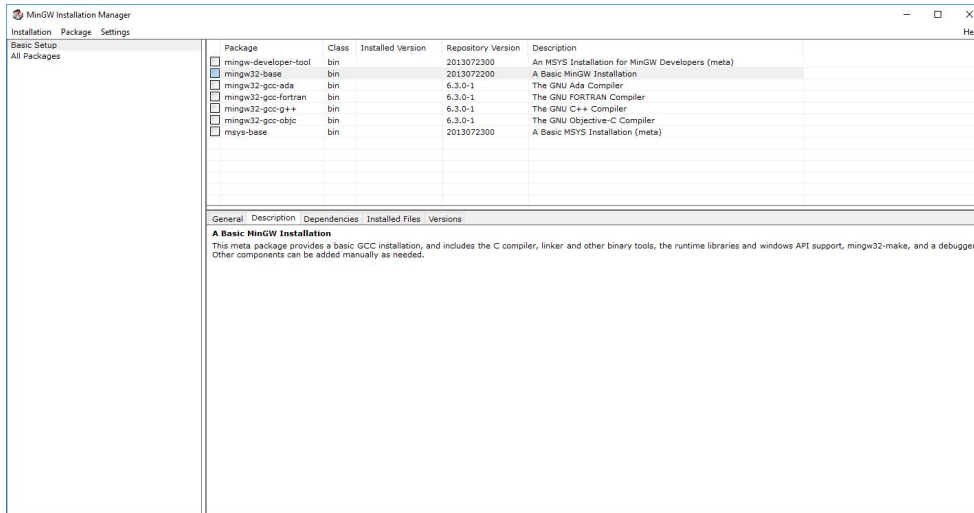 MinGW Installation Manager
Installation Package Settings He
Basic Setup
All Packages
Package Class Installed Version Repository Version Description
mingw-developer-tool bin 2013072300 An MSYS Installation for MinGW Developers (meta)
mingw32-base bin 2013072200 A Basic MinGW Installation
mingw32-gcc-ada bin 6.3.0-1 The GNU Ada Compiler
mingw32-gcc-fortran bin 6.3.0-1 The GNU FORTRAN Compiler
mingw32-gcc-g++ bin 6.3.0-1 The GNU C++ Compiler
mingw32-gcc-objc bin 6.3.0-1 The GNU Objective-C Compiler
msys-base bin 2013072300 A Basic MSYS Installation (meta)
General Description Dependencies Installed Files Versions
A Basic MinGW Installation
This meta package provides a basic GCC installation, and includes the C compiler, linker and other binary tools, the runtime libraries and windows API support, mingw32-make, and a debugge
Other components can be added manually as needed.